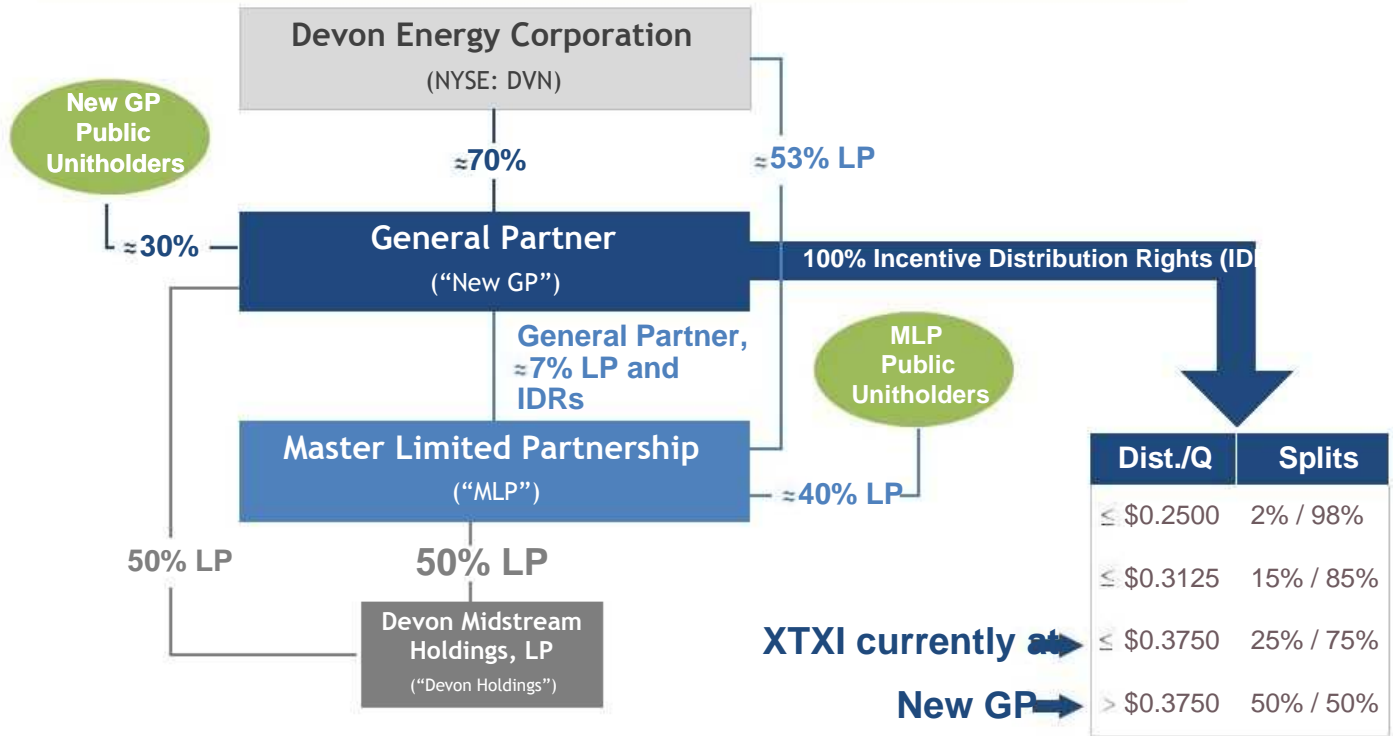 Devon Energy Corporation
(NYSE: DVN)
New GP
Public
Unitholders
≈70%
≈53% LP
≈30%
General Partner
(“New GP”)
100% Incentive Distribution Rights (ID
General Partner,
≈7% LP and
IDRs
MLP
Public
Unitholders
Master Limited Partnership
(“MLP”)
≈40% LP
50% LP
50% LP
Devon Midstream
Holdings, LP
(“Devon Holdings”)
Dist./Q Splits
≤ $0.2500 2% / 98%
≤ $0.3125 15% / 85%
XTXI currently at ≤ $0.3750 25% / 75%
New GP > $0.3750 50% / 50%